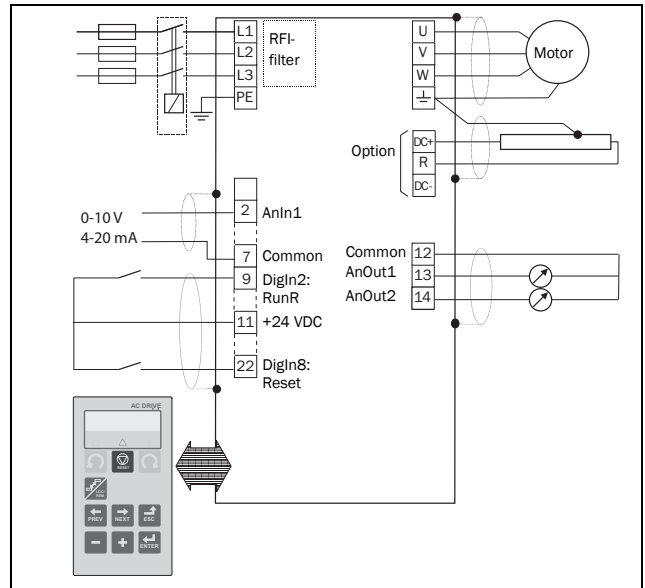 L1
L2
L3
PE
RFI-
filter
U
V
W
Motor
Option
DC+
R
DC-
0-10 V
4-20 mA
2 AnIn1
7 Common
9 DigIn2:
RunR
11 +24 VDC
22 DigIn8:
Reset
Common 12
AnOut1 13
AnOut2 14
AC DRIVE
RESET
PREV
NEXT
ESC
ENTER